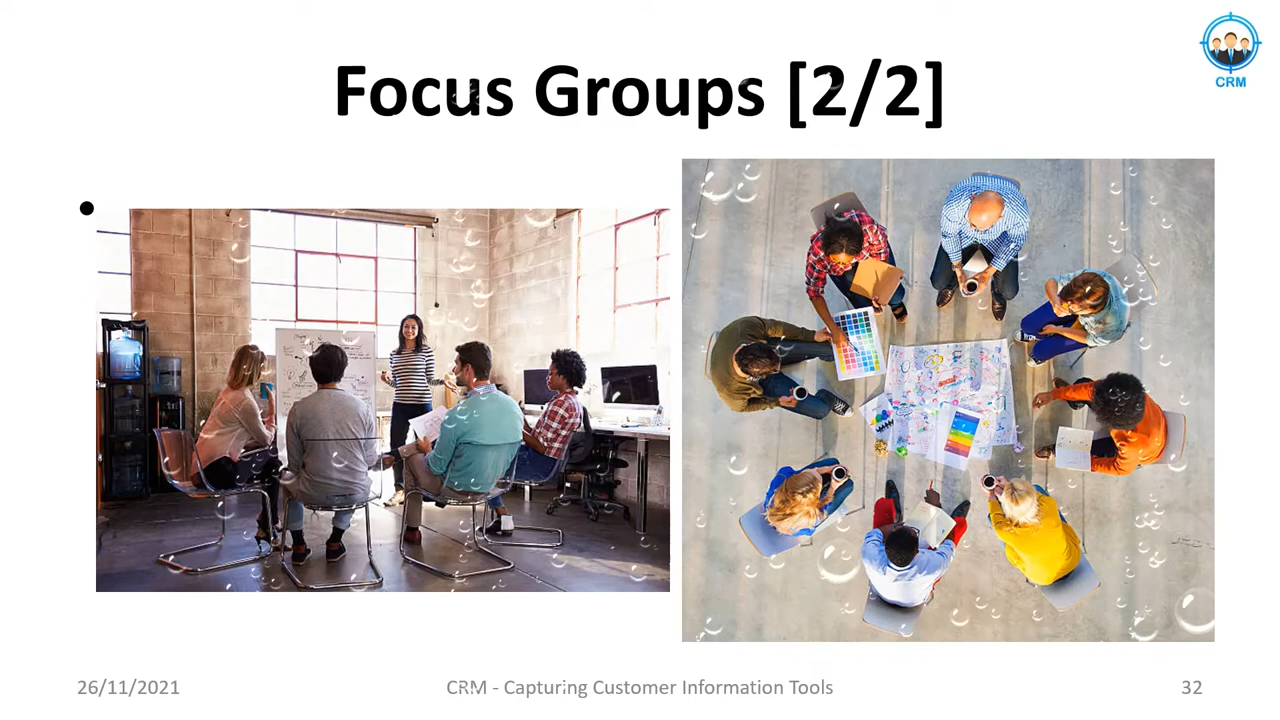 CRM
Focus Groups [2/2]
•
26/11/2021
CRM - Capturing Customer Information Tools
32